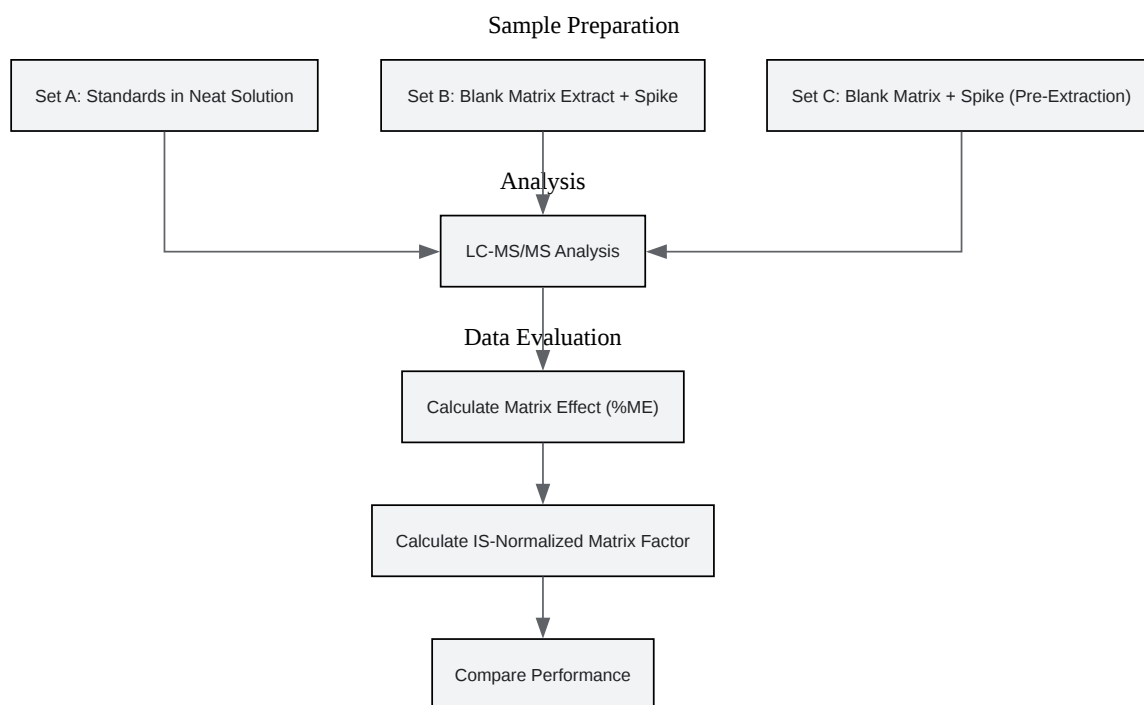 Sample Preparation
Set A: Standards in Neat Solution
Set B: Blank Matrix Extract + Spike
Set C: Blank Matrix + Spike (Pre-Extraction)
Analysis
LC-MS/MS Analysis
Data Evaluation
Calculate Matrix Effect (%ME)
Calculate IS-Normalized Matrix Factor
Compare Performance